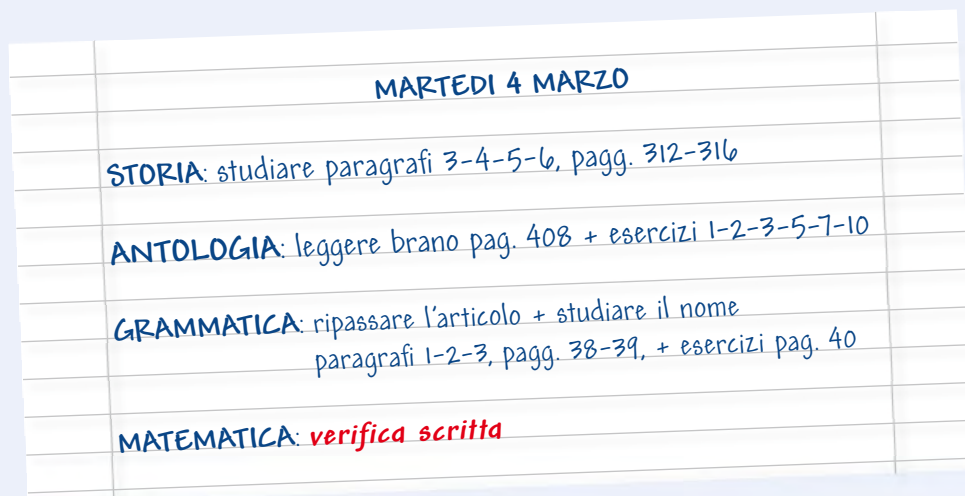 MARTEDI 4 MARZO
STORIA: studiare paragrafi 3-4-5-6, pagg. 312-316
ANTOLOGIA: leggere brano pag. 408 + esercizi 1-2-3-5-7-10
GRAMMATICA: ripassare l'articolo + studiare il nome
paragrafi 1-2-3, pagg. 38-39, + esercizi pag. 40
MATEMATICA: verifica scritta